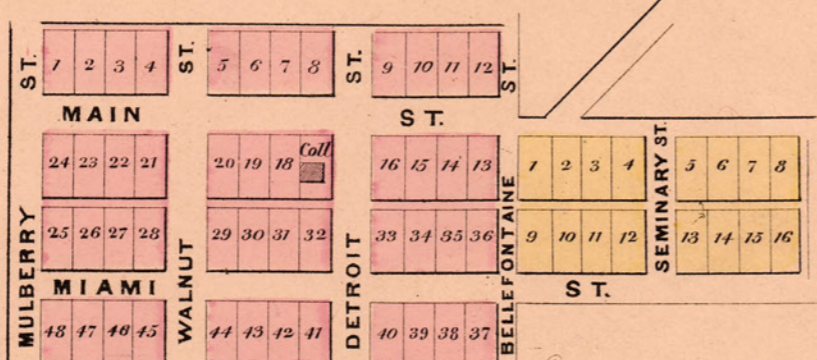 ST. 1 2 3 4 ST. 5 6 7 8 ST. 9 10 11 12 ST.
MAIN ST.
24 23 22 21 20 19 18 Coll 16 15 14 13 1 2 3 4 SEMINARY ST. 5 6 7 8
MULBERRY 25 26 27 28 WALNUT 29 30 31 32 DETROIT 33 34 35 36 BELLEFONTAINE 9 10 11 12 13 14 15 16
MIAMI ST.
48 47 46 45 44 43 42 41 40 39 38 37